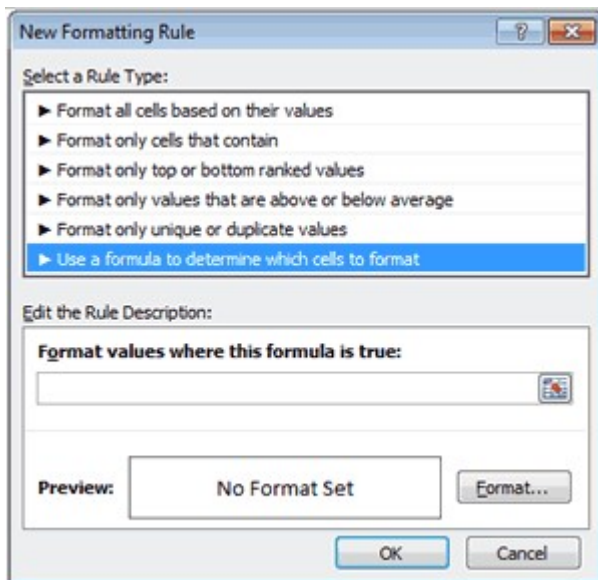 New Formatting Rule
?
Select a Rule Type:
► Format all cells based on their values
► Format only cells that contain
► Format only top or bottom ranked values
► Format only values that are above or below average
► Format only unique or duplicate values
► Use a formula to determine which cells to format
Edit the Rule Description:
Format values where this formula is true:
Preview: No Format Set Format...
OK Cancel